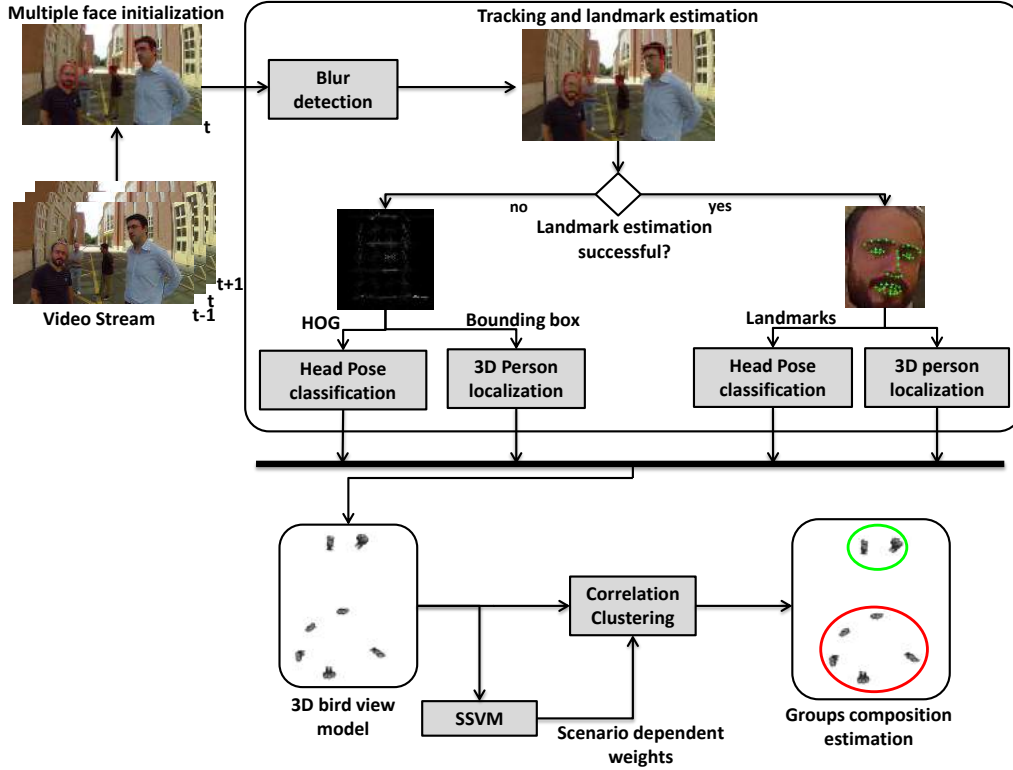 Multiple face initialization
t
Video Stream
t+1
t
t-1
Tracking and landmark estimation
Blur
detection
no
yes
Landmark estimation
successful?
HOG
Bounding box
Landmarks
Head Pose
classification
3D Person
localization
Head Pose
classification
3D person
localization
3D bird view
model
SSVM
Correlation
Clustering
Scenario dependent
weights
Groups composition
estimation